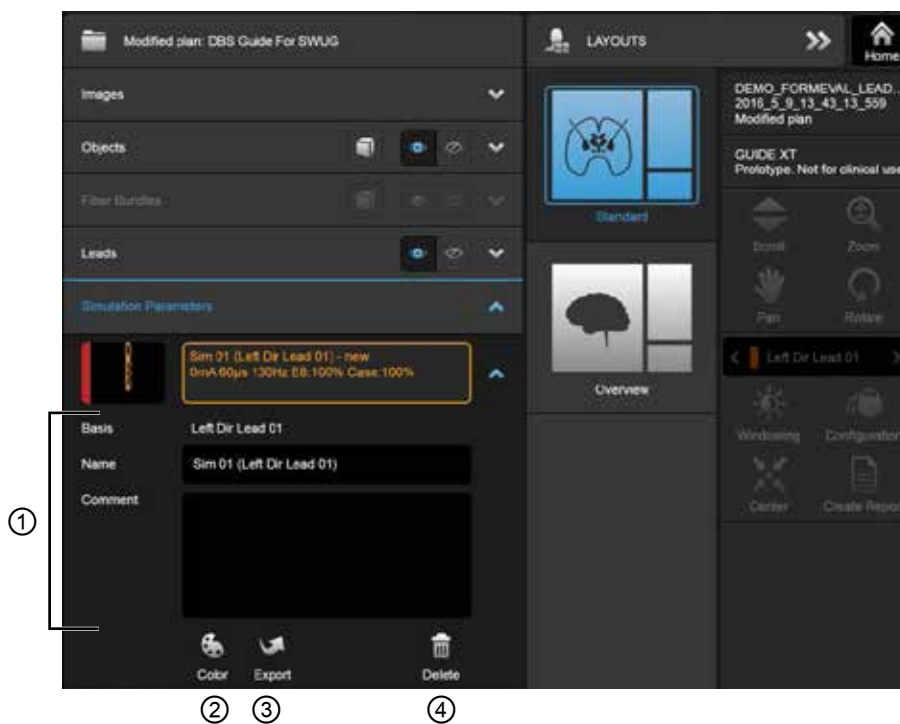 Modified plan: DBS Guide For SWUG
LAYOUTS
Home
Images
DEMO_FORMEVAL_LEAD...
2016_5_9_13_43_13_559
Modified plan
Objects
GUIDE XT
Prototype. Not for clinical use
Fiber Bundles
Standard
Scroll
Zoom
Leads
Pan
Rotate
Simulation Parameters
Sim 01 (Left Dir Lead 01) - new
0mA 60µs 130Hz E8:100% Case:100%
Left Dir Lead 01
Overview
Basis
Left Dir Lead 01
Windowing
Configuration
Name
Sim 01 (Left Dir Lead 01)
Comment
Center
Create Report
①
Color
Export
Delete
②
③
④